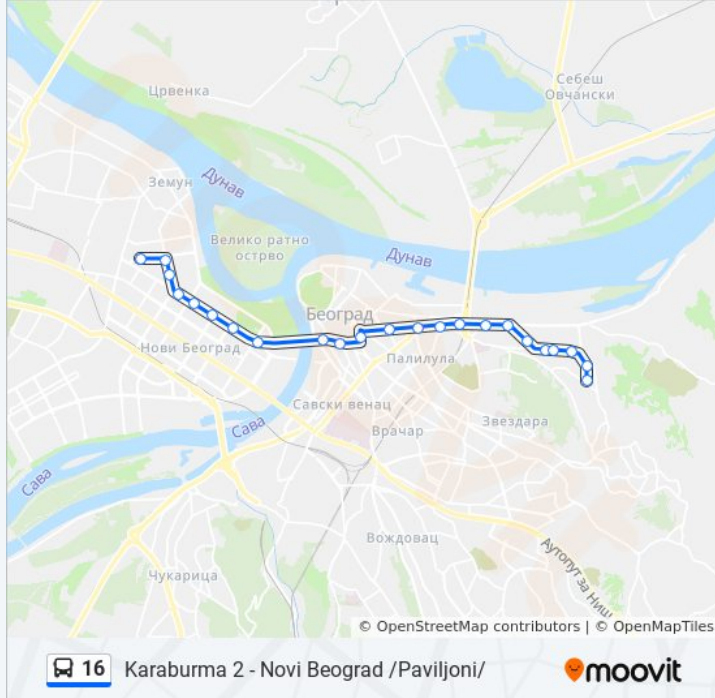 Црвенка
Себеш
Овчански
Земун
Дунав
Велико ратно
острво
Дунав
Београд
Нови Београд
Палилула
Савски венац
Сава
Врачар
Звездара
Сава
Вождовац
Аутопут за Ниш
Чукарица
© OpenStreetMap contributors | © OpenMapTiles
16 Karaburma 2 - Novi Beograd /Paviljoni/
moovit